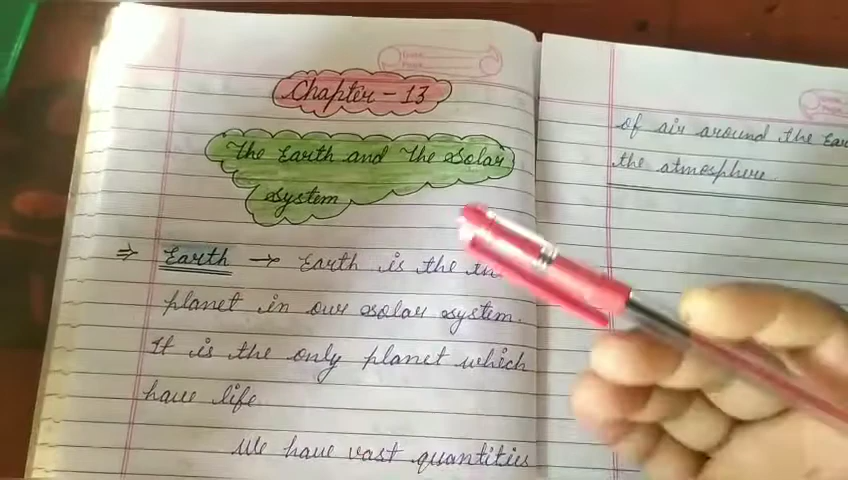 Chapter - 13
The Earth and The Solar
System
⇒ Earth → Earth is the
planet in our solar system.
It is the only planet which
have life.
We have vast quantities
of air around the
the atmosphere.